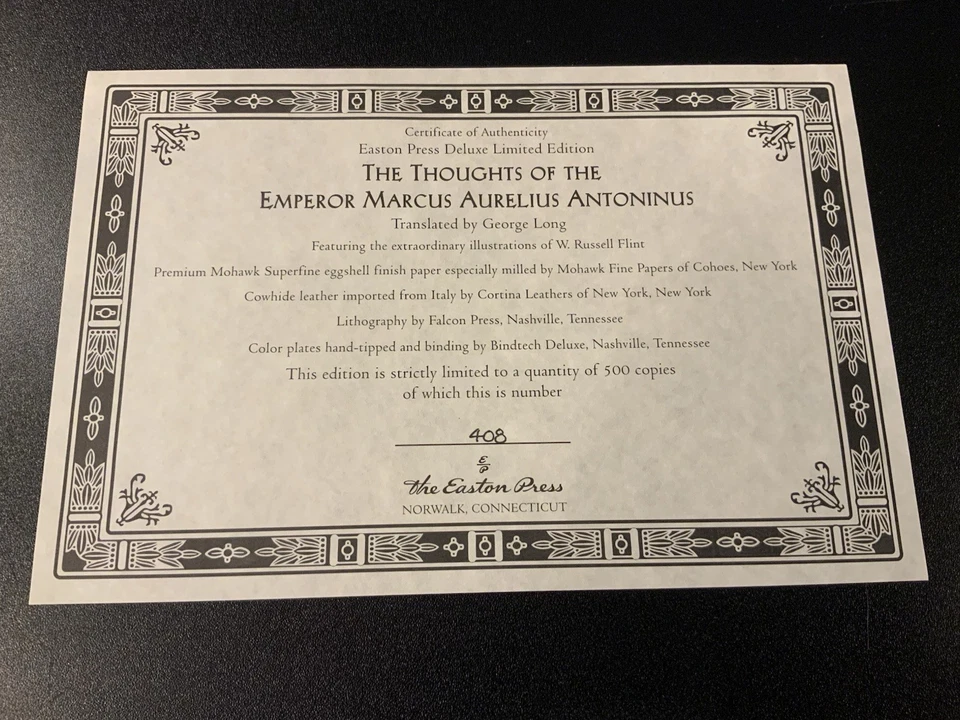 Certificate of Authenticity
Easton Press Deluxe Limited Edition
The Thoughts of the
Emperor Marcus Aurelius Antoninus
Translated by George Long
Featuring the extraordinary illustrations of W. Russell Flint
Premium Mohawk Superfine eggshell finish paper especially milled by Mohawk Fine Papers of Cohoes, New York
Cowhide leather imported from Italy by Cortina Leathers of New York, New York
Lithography by Falcon Press, Nashville, Tennessee
Color plates hand-tipped and binding by Bindtech Deluxe, Nashville, Tennessee
This edition is strictly limited to a quantity of 500 copies
of which this is number
408
E
P
The Easton Press
NORWALK, CONNECTICUT